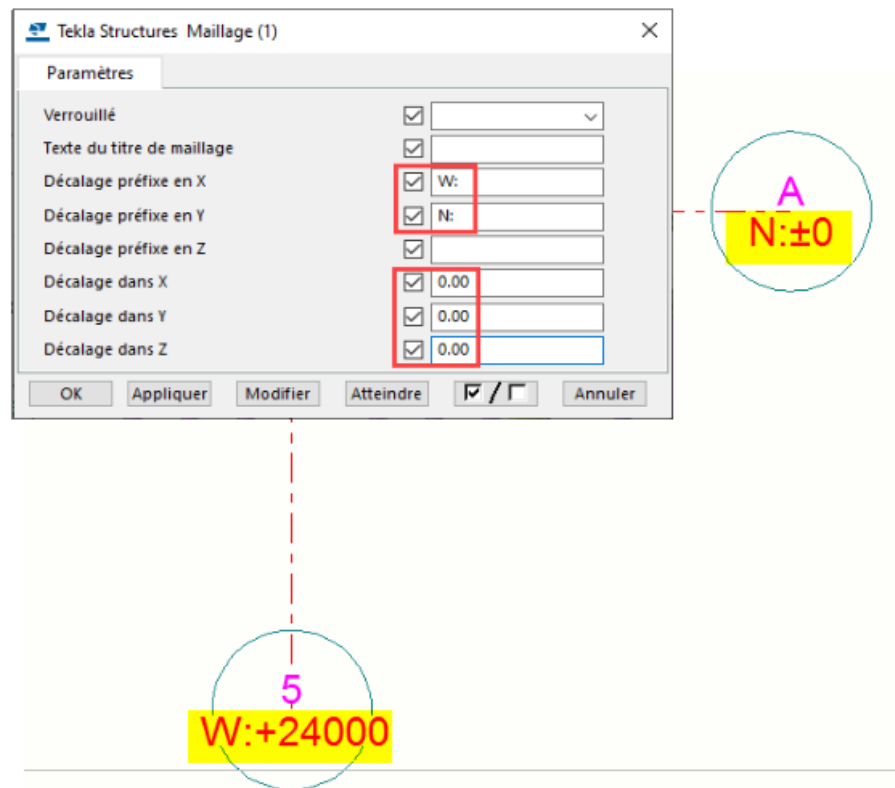 Tekla Structures Maillage (1)
Paramètres
Verrouillé
Texte du titre de maillage
Décalage préfixe en X W:
Décalage préfixe en Y N:
Décalage préfixe en Z
Décalage dans X 0.00
Décalage dans Y 0.00
Décalage dans Z 0.00
OK Appliquer Modifier Atteindre / Annuler
A
N:±0
5
W:+24000